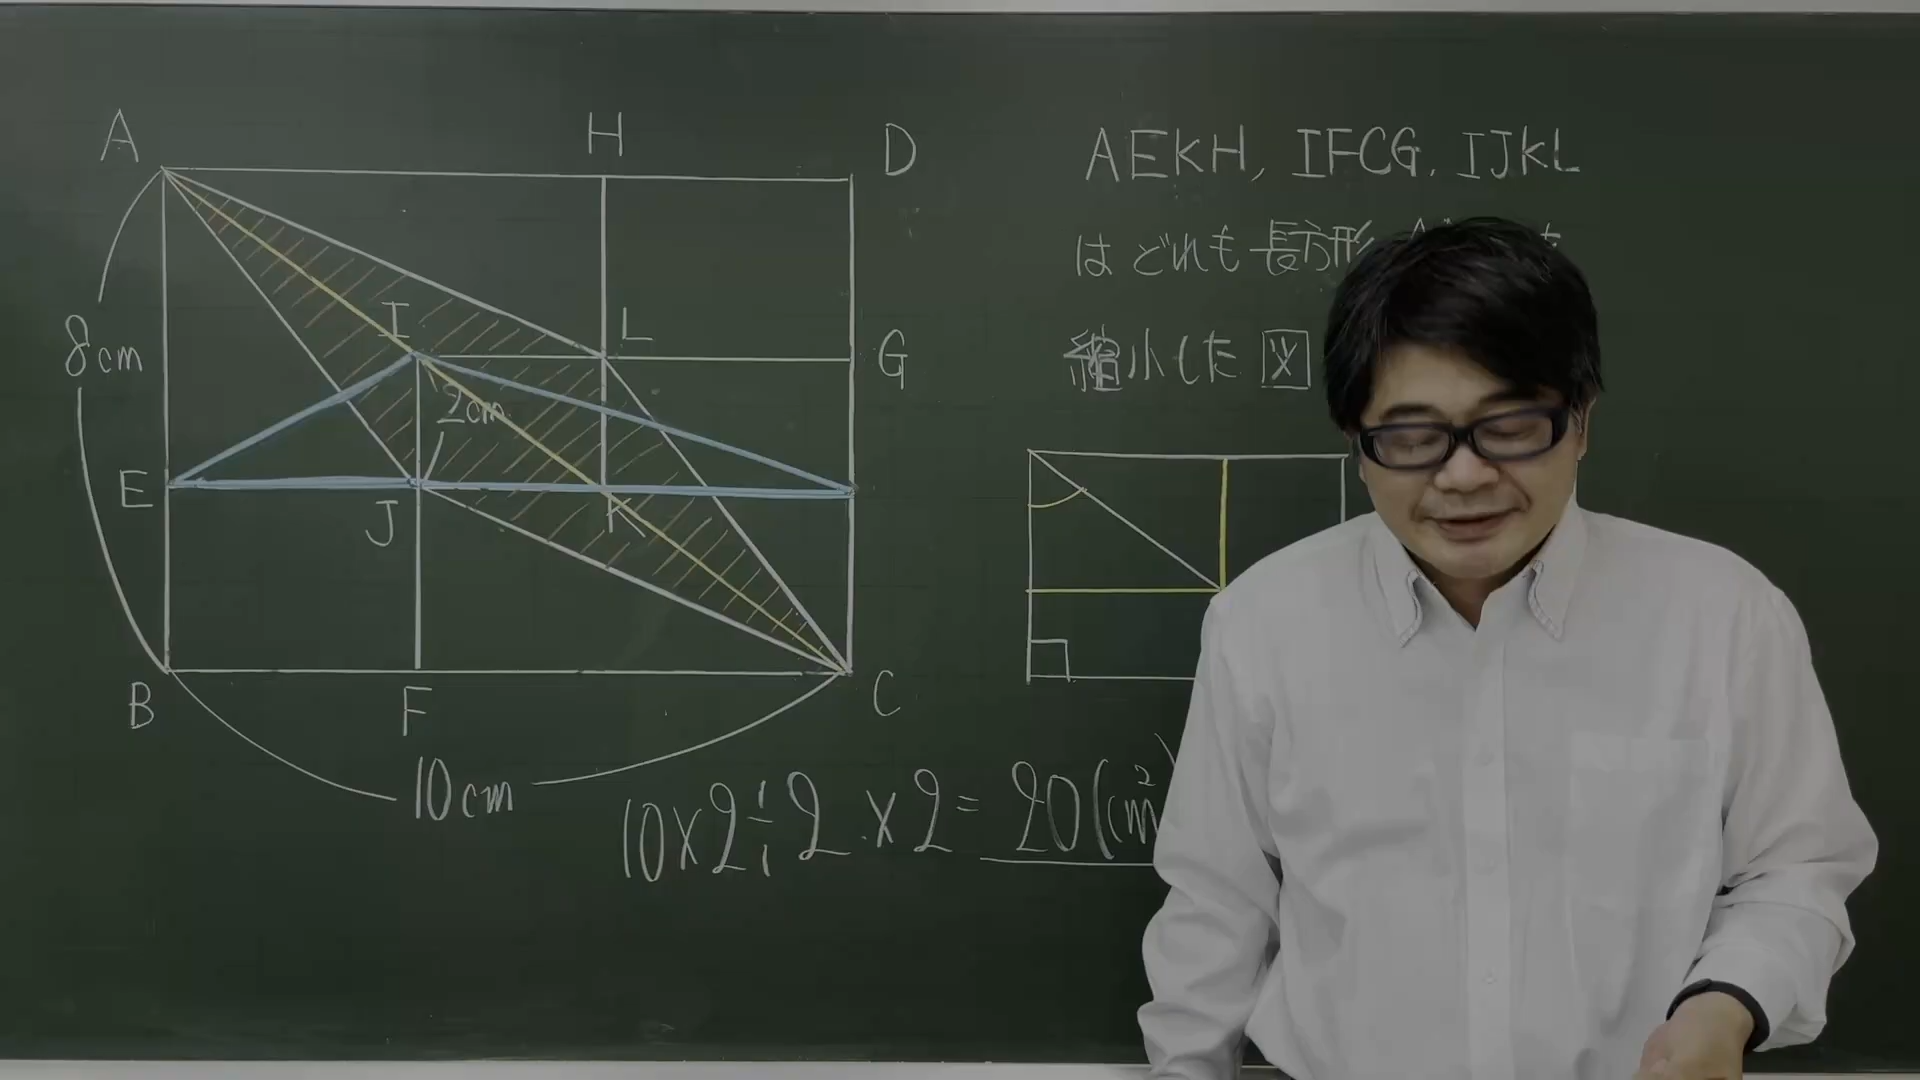 A H D
I L
8cm G
2cm
E J K
B F C
10cm
AEKH, IFCG, IJKL
はどれも長方形
縮小した図
10×2÷2×2=20(cm²)